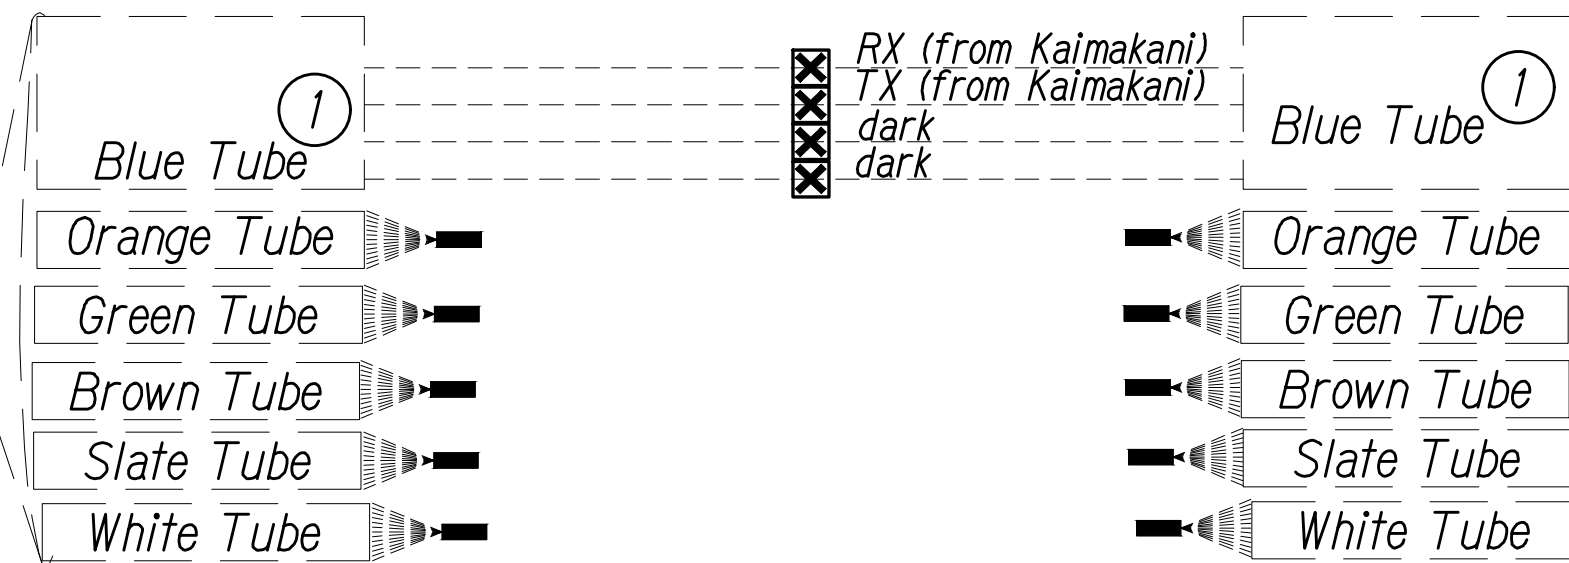 RX (from Kaimakani)
1
TX (from Kaimakani)
1
Blue Tube
dark
Blue Tube
dark
Orange Tube
Orange Tube
Green Tube
Green Tube
Brown Tube
Brown Tube
Slate Tube
Slate Tube
White Tube
White Tube